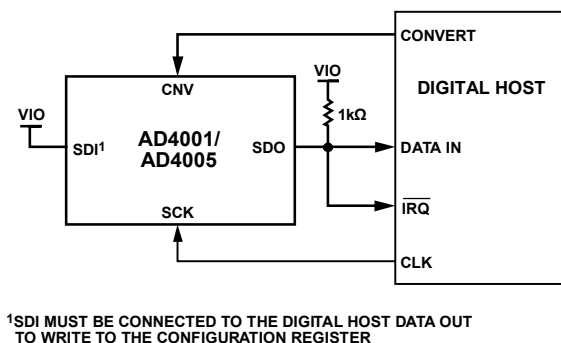 CONVERT
VIO
CNV
DIGITAL HOST
1kΩ
VIO
AD4001/
AD4005
SDI¹
SDO
DATA IN
SCK
IRQ
CLK
¹SDI MUST BE CONNECTED TO THE DIGITAL HOST DATA OUT
TO WRITE TO THE CONFIGURATION REGISTER